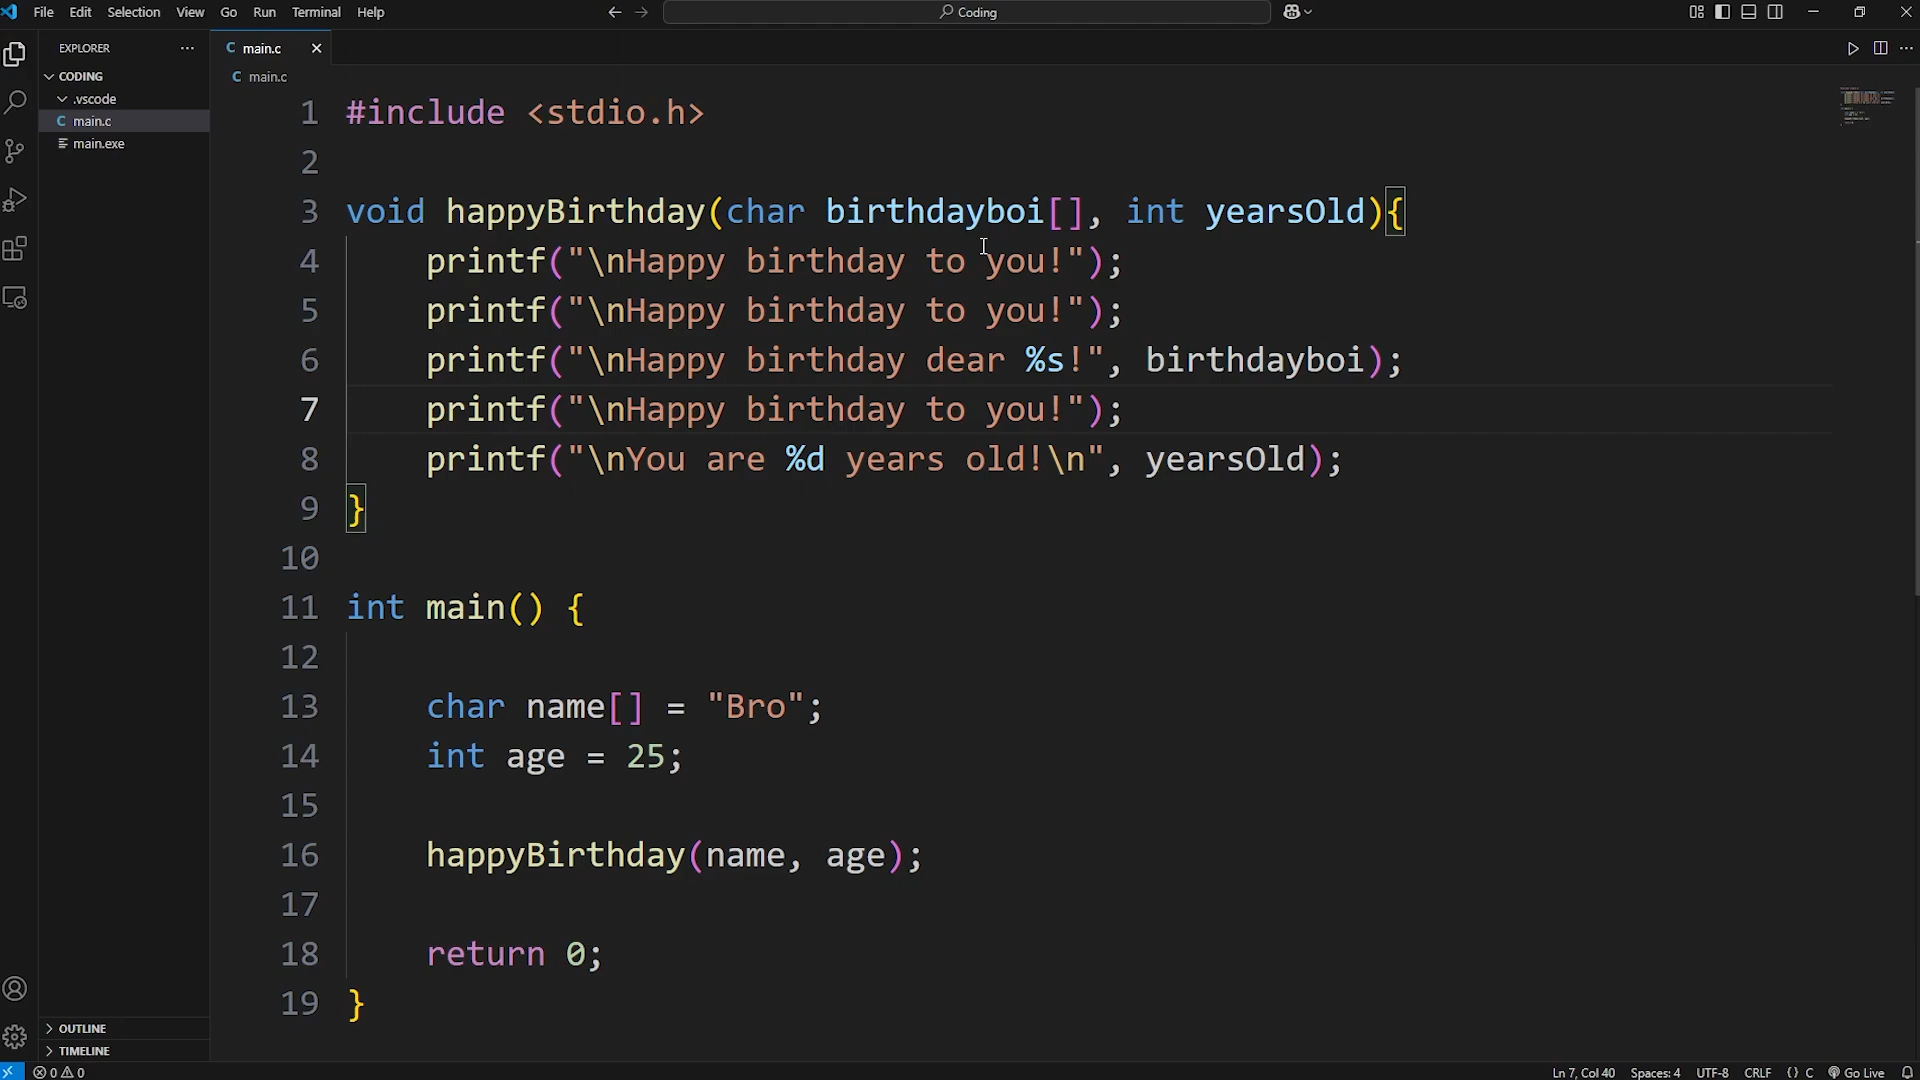 File Edit Selection View Go Run Terminal Help
Coding
EXPLORER
CODING
.vscode
C main.c
main.exe
OUTLINE
TIMELINE
C main.c
C main.c
1 #include <stdio.h>
2
3 void happyBirthday(char birthdayboi[], int yearsOld){
4     printf("\nHappy birthday to you!");
5     printf("\nHappy birthday to you!");
6     printf("\nHappy birthday dear %s!", birthdayboi);
7     printf("\nHappy birthday to you!");
8     printf("\nYou are %d years old!\n", yearsOld);
9 }
10
11 int main() {
12
13     char name[] = "Bro";
14     int age = 25;
15
16     happyBirthday(name, age);
17
18     return 0;
19 }
0 0
Ln 7, Col 40 Spaces: 4 UTF-8 CRLF {} C Go Live